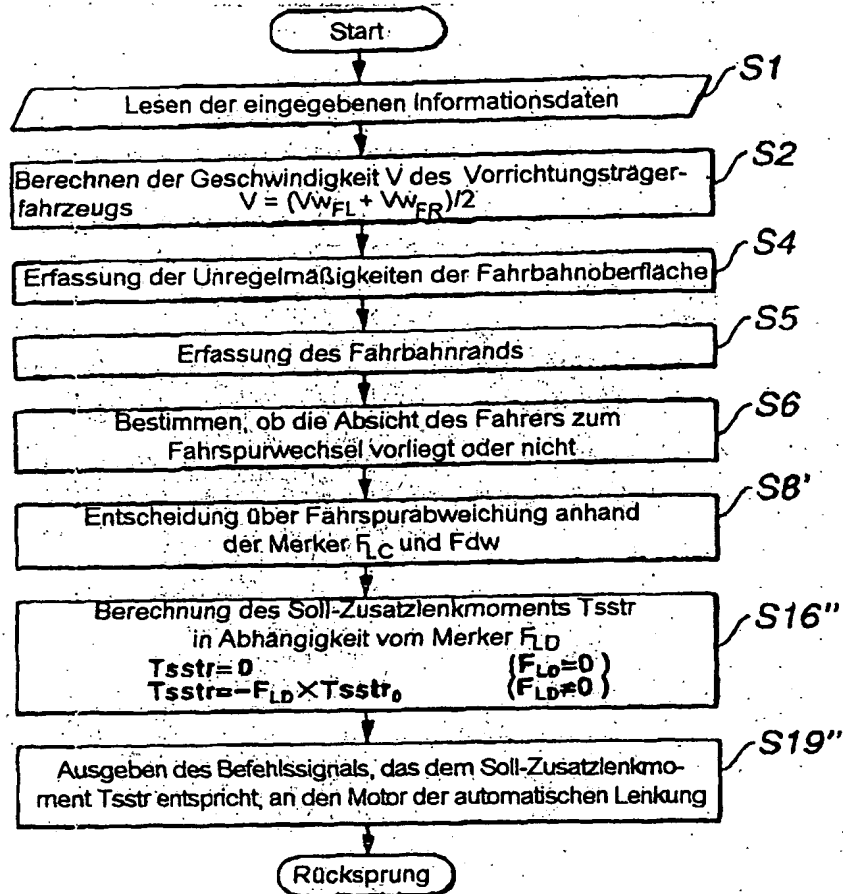 Start
S1
Lesen der eingegebenen Informationsdaten
S2
Berechnen der Geschwindigkeit V des Vorrichtungsträger-
fahrzeugs V = (Vw_FL + Vw_FR)/2
S4
Erfassung der Unregelmäßigkeiten der Fahrbahnoberfläche
S5
Erfassung des Fahrbahnrands
S6
Bestimmen, ob die Absicht des Fahrers zum
Fahrspurwechsel vorliegt oder nicht
S8'
Entscheidung über Fahrspurabweichung anhand
der Merker F_LC und Fdw
S16"
Berechnung des Soll-Zusatzlenkmoments Tsstr
in Abhängigkeit vom Merker F_LD
Tsstr=0 (F_LD=0)
Tsstr=-F_LD×Tsstr₀ (F_LD≠0)
S19"
Ausgeben des Befehlssignals, das dem Soll-Zusatzlenkmo-
ment Tsstr entspricht, an den Motor der automatischen Lenkung
Rücksprung